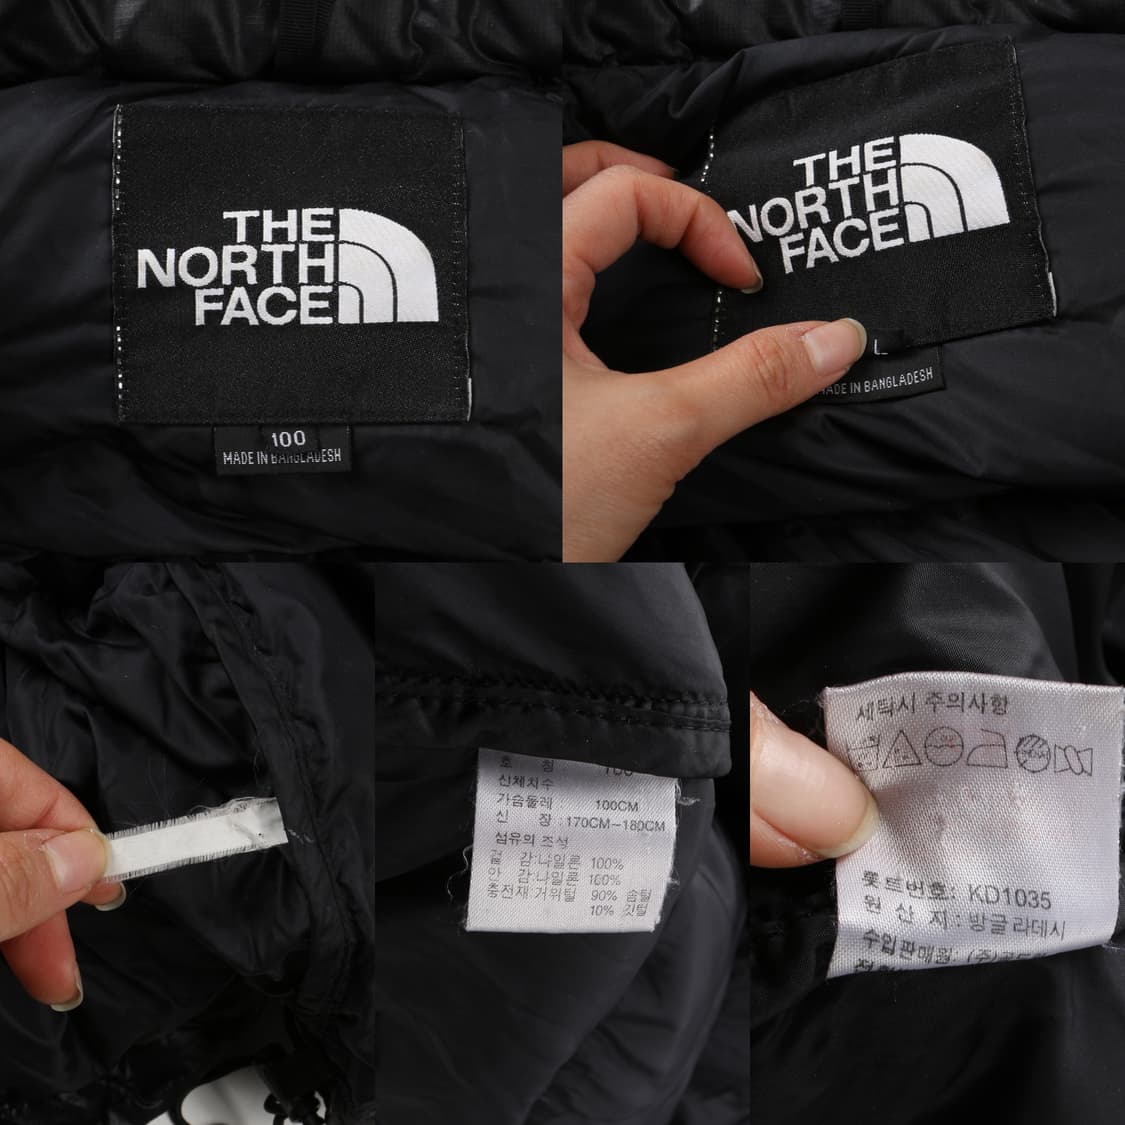 THE
NORTH
FACE
100
MADE IN BANGLADESH
THE
NORTH
FACE
L
MADE IN BANGLADESH
호 칭 : 100
신체치수
가슴둘레 : 100CM
신 장 : 170CM~180CM
섬유의 조성
겉 감:나일론 100%
안 감:나일론 100%
충전재 거위털 90% 솜털
10% 깃털
세탁시 주의사항
롯트번호: KD1035
원 산 지 : 방글라데시
수입판매원: (주)